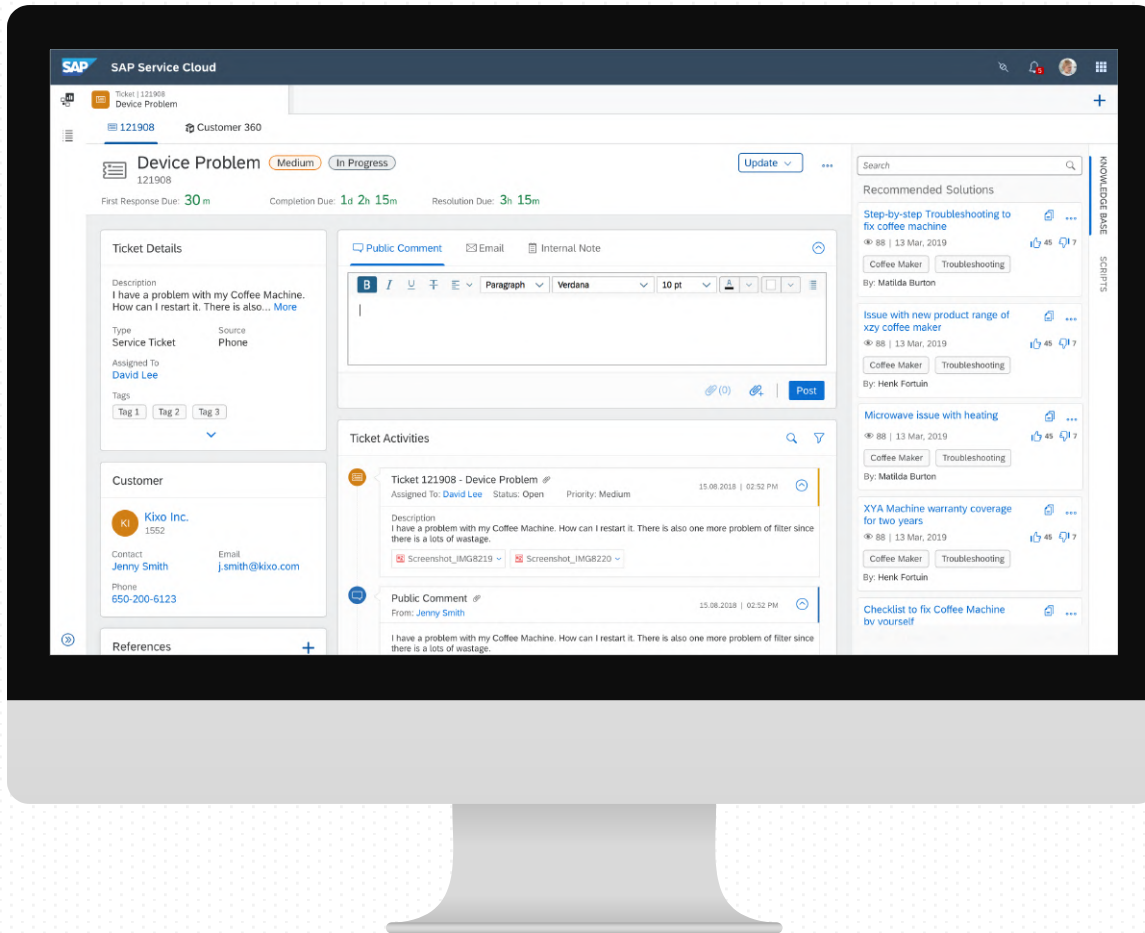 SAP
SAP Service Cloud
5
Ticket | 121908
Device Problem
121908
Customer 360
Device Problem
Medium
In Progress
121908
Update
First Response Due: 30 m
Completion Due: 1d 2h 15m
Resolution Due: 3h 15m
Ticket Details
Description
I have a problem with my Coffee Machine.
How can I restart it. There is also... More
Type
Source
Service Ticket
Phone
Assigned To
David Lee
Tags
Tag 1
Tag 2
Tag 3
Customer
KI
Kixo Inc.
1552
Contact
Email
Jenny Smith
j.smith@kixo.com
Phone
650-200-6123
References
Public Comment
Email
Internal Note
B I U T
Paragraph
Verdana
10 pt
A
(0)
Post
Ticket Activities
Ticket 121908 - Device Problem
15.08.2018 | 02:52 PM
Assigned To: David Lee Status: Open Priority: Medium
Description
I have a problem with my Coffee Machine. How can I restart it. There is also one more problem of filter since
there is a lots of wastage.
Screenshot_IMG8219
Screenshot_IMG8220
Public Comment
15.08.2018 | 02:52 PM
From: Jenny Smith
I have a problem with my Coffee Machine. How can I restart it. There is also one more problem of filter since
there is a lots of wastage.
Search
Recommended Solutions
Step-by-step Troubleshooting to
fix coffee machine
88 | 13 Mar, 2019
45 7
Coffee Maker
Troubleshooting
By: Matilda Burton
Issue with new product range of
xzy coffee maker
88 | 13 Mar, 2019
45 7
Coffee Maker
Troubleshooting
By: Henk Fortuin
Microwave issue with heating
88 | 13 Mar, 2019
45 7
Coffee Maker
Troubleshooting
By: Matilda Burton
XYA Machine warranty coverage
for two years
88 | 13 Mar, 2019
45 7
Coffee Maker
Troubleshooting
By: Henk Fortuin
Checklist to fix Coffee Machine
by yourself
KNOWLEDGE BASE
SCRIPTS